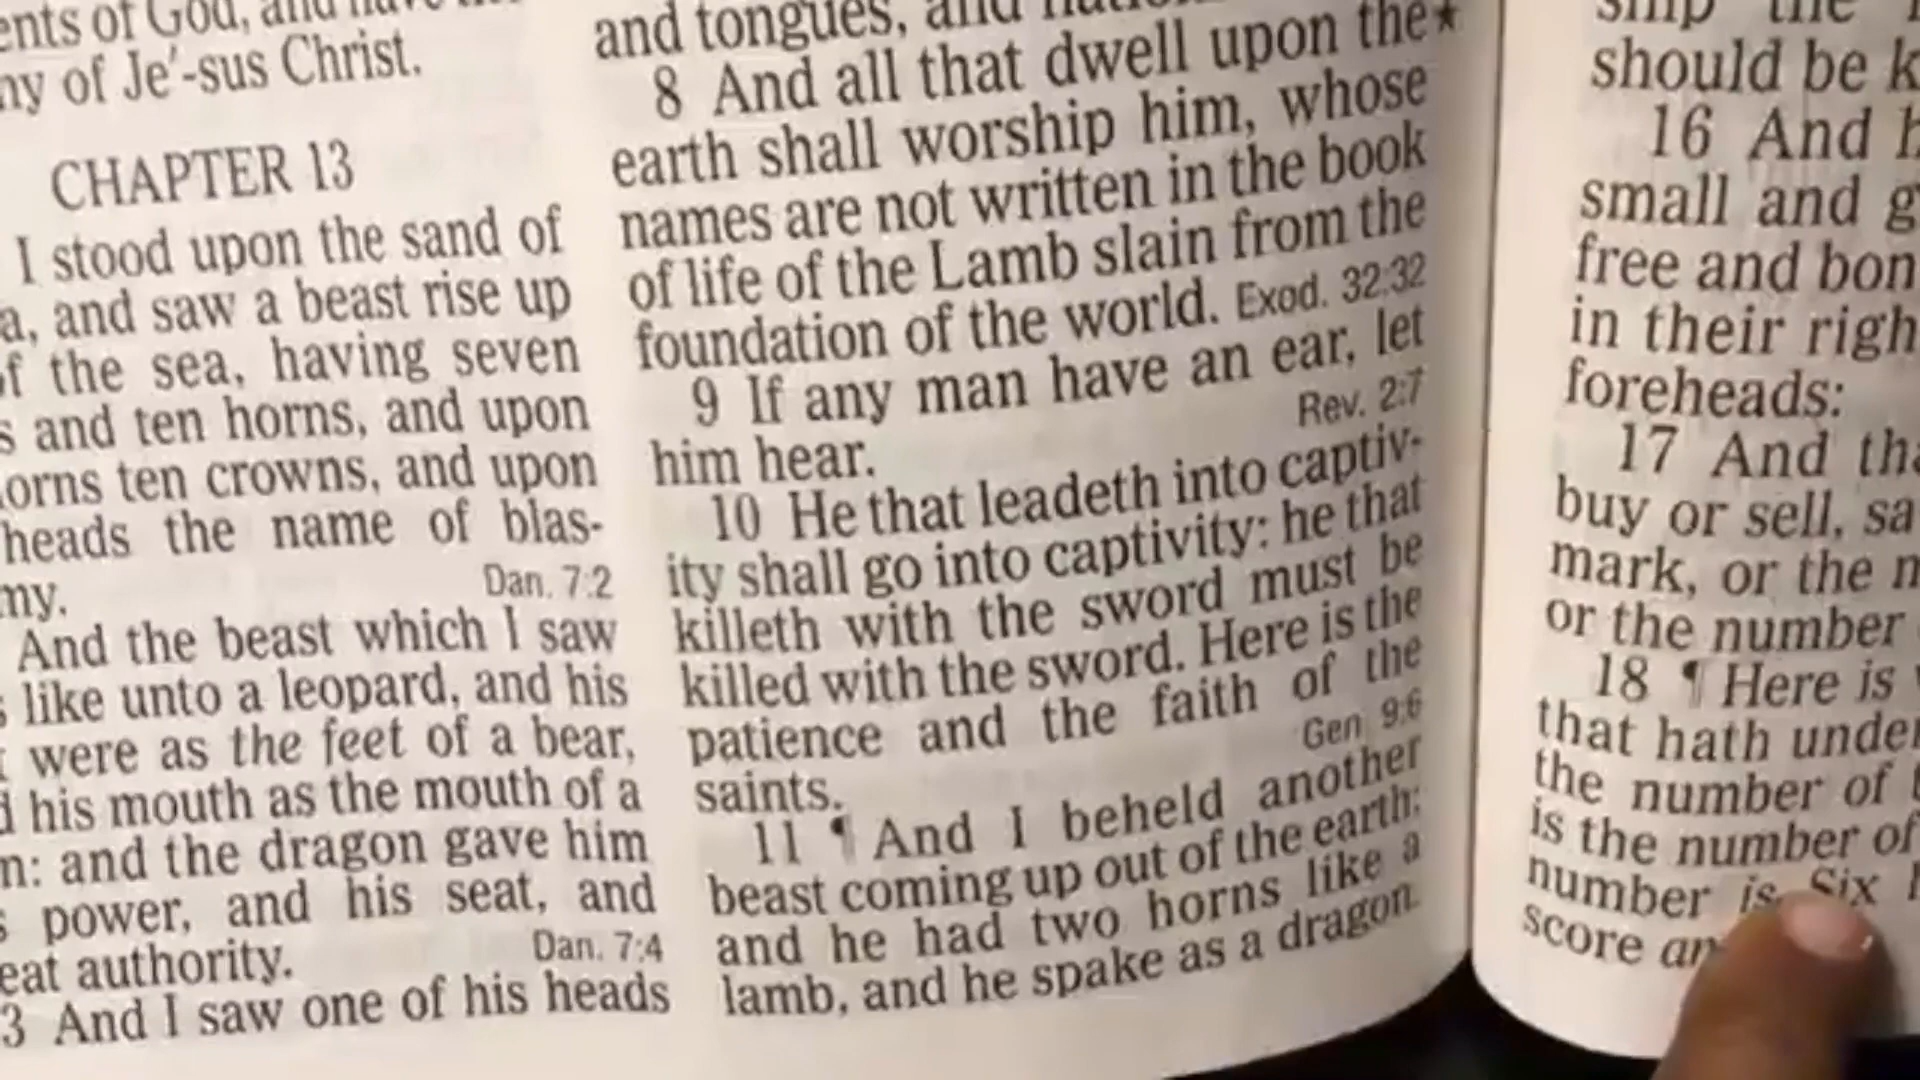 ents of God, and have
ny of Je′-sus Christ.
CHAPTER 13
I stood upon the sand of
a, and saw a beast rise up
of the sea, having seven
s and ten horns, and upon
orns ten crowns, and upon
heads the name of blas-
my. Dan. 7:2
And the beast which I saw
s like unto a leopard, and his
t were as the feet of a bear,
d his mouth as the mouth of a
n: and the dragon gave him
s power, and his seat, and
eat authority. Dan. 7:4
3 And I saw one of his heads
and tongues, and
8 And all that dwell upon the★
earth shall worship him, whose
names are not written in the book
of life of the Lamb slain from the
foundation of the world. Exod. 32:32
9 If any man have an ear, let
him hear. Rev. 2:7
10 He that leadeth into captiv-
ity shall go into captivity: he that
killeth with the sword must be
killed with the sword. Here is the
patience and the faith of the
saints. Gen 9:6
11 ¶ And I beheld another
beast coming up out of the earth;
and he had two horns like a
lamb, and he spake as a dragon.
ship the
should be k
16 And h
small and g
free and bon
in their righ
foreheads:
17 And tha
buy or sell, sa
mark, or the m
or the number
18 ¶ Here is
that hath under
the number of t
is the number of
number is Six h
score an